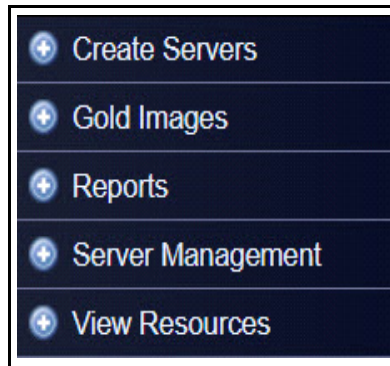 Create Servers
Gold Images
Reports
Server Management
View Resources